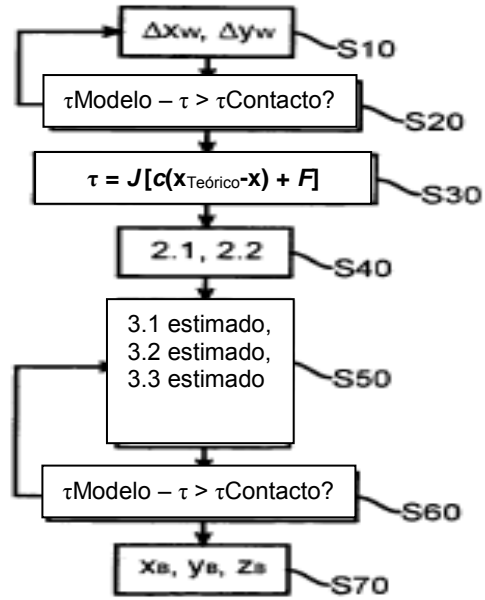 Δxw, Δyw
S10
τModelo – τ > τContacto?
S20
τ = J[c(xTeórico-x) + F]
S30
2.1, 2.2
S40
3.1 estimado,
3.2 estimado,
3.3 estimado
S50
τModelo – τ > τContacto?
S60
xB, yB, zB
S70